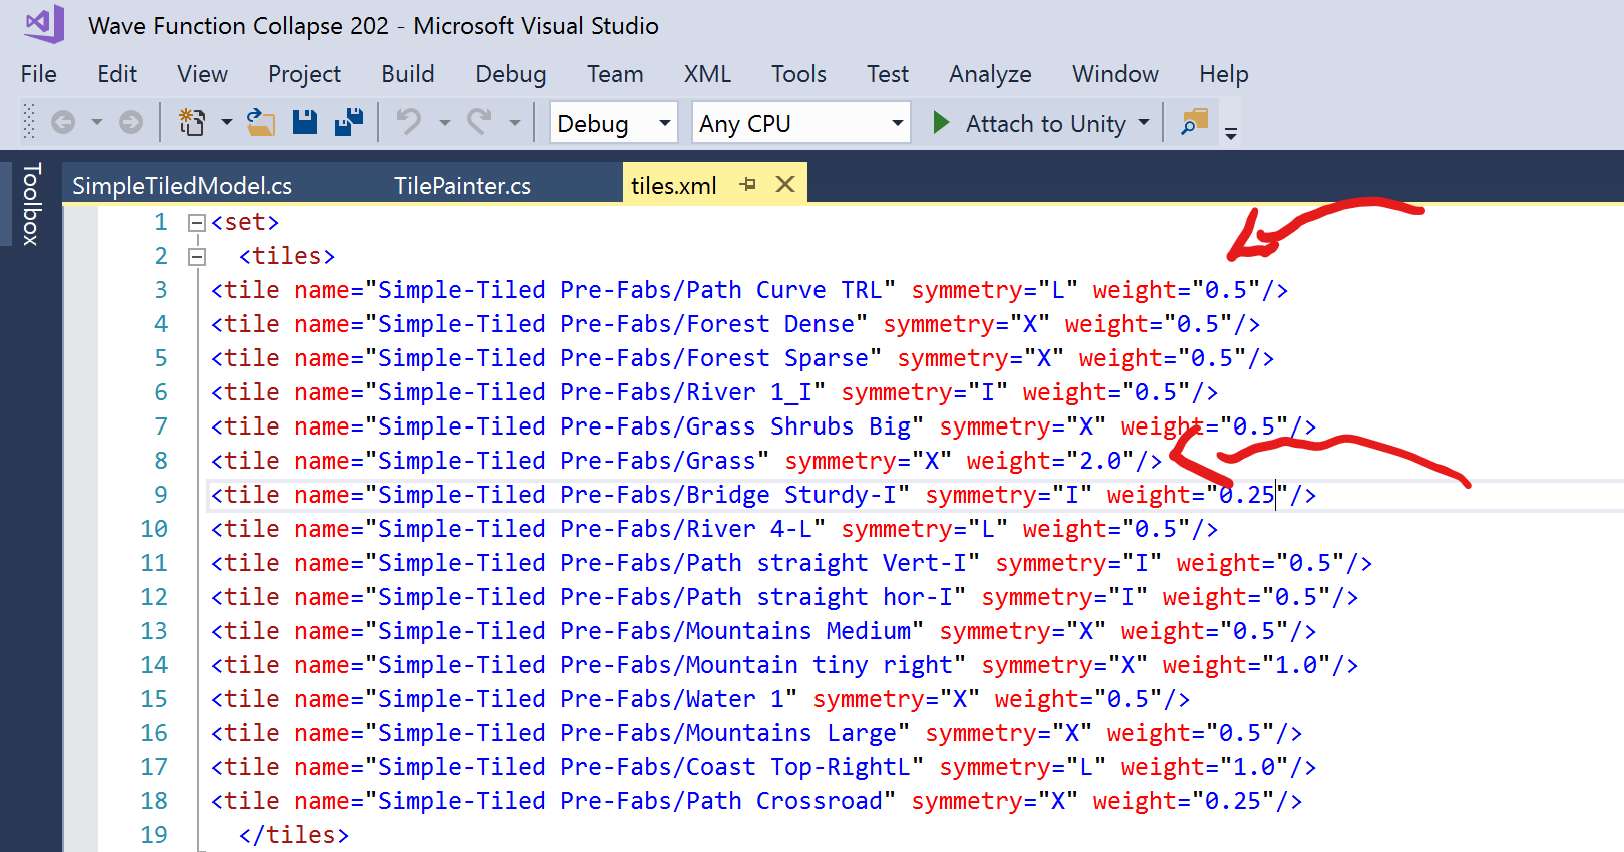 Wave Function Collapse 202 - Microsoft Visual Studio
File Edit View Project Build Debug Team XML Tools Test Analyze Window Help
Debug Any CPU Attach to Unity
Toolbox
SimpleTiledModel.cs TilePainter.cs tiles.xml
1 <set>
2 <tiles>
3 <tile name="Simple-Tiled Pre-Fabs/Path Curve TRL" symmetry="L" weight="0.5"/>
4 <tile name="Simple-Tiled Pre-Fabs/Forest Dense" symmetry="X" weight="0.5"/>
5 <tile name="Simple-Tiled Pre-Fabs/Forest Sparse" symmetry="X" weight="0.5"/>
6 <tile name="Simple-Tiled Pre-Fabs/River 1_I" symmetry="I" weight="0.5"/>
7 <tile name="Simple-Tiled Pre-Fabs/Grass Shrubs Big" symmetry="X" weight="0.5"/>
8 <tile name="Simple-Tiled Pre-Fabs/Grass" symmetry="X" weight="2.0"/>
9 <tile name="Simple-Tiled Pre-Fabs/Bridge Sturdy-I" symmetry="I" weight="0.25"/>
10 <tile name="Simple-Tiled Pre-Fabs/River 4-L" symmetry="L" weight="0.5"/>
11 <tile name="Simple-Tiled Pre-Fabs/Path straight Vert-I" symmetry="I" weight="0.5"/>
12 <tile name="Simple-Tiled Pre-Fabs/Path straight hor-I" symmetry="I" weight="0.5"/>
13 <tile name="Simple-Tiled Pre-Fabs/Mountains Medium" symmetry="X" weight="0.5"/>
14 <tile name="Simple-Tiled Pre-Fabs/Mountain tiny right" symmetry="X" weight="1.0"/>
15 <tile name="Simple-Tiled Pre-Fabs/Water 1" symmetry="X" weight="0.5"/>
16 <tile name="Simple-Tiled Pre-Fabs/Mountains Large" symmetry="X" weight="0.5"/>
17 <tile name="Simple-Tiled Pre-Fabs/Coast Top-RightL" symmetry="L" weight="1.0"/>
18 <tile name="Simple-Tiled Pre-Fabs/Path Crossroad" symmetry="X" weight="0.25"/>
19 </tiles>